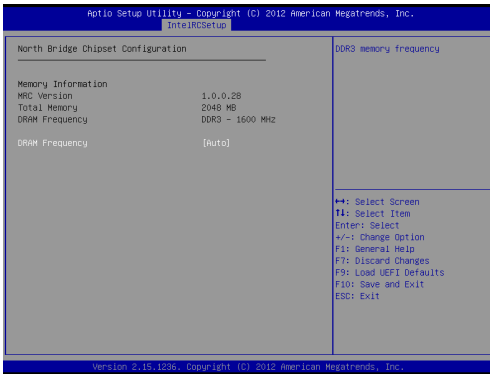 Aptio Setup Utility – Copyright (C) 2012 American Megatrends, Inc.
IntelRCSetup
North Bridge Chipset Configuration
Memory Information
MRC Version 1.0.0.28
Total Memory 2048 MB
DRAM Frequency DDR3 – 1600 MHz
DRAM Frequency [Auto]
DDR3 memory frequency
↔: Select Screen
↑↓: Select Item
Enter: Select
+/-: Change Option
F1: General Help
F7: Discard Changes
F9: Load UEFI Defaults
F10: Save and Exit
ESC: Exit
Version 2.15.1236. Copyright (C) 2012 American Megatrends, Inc.